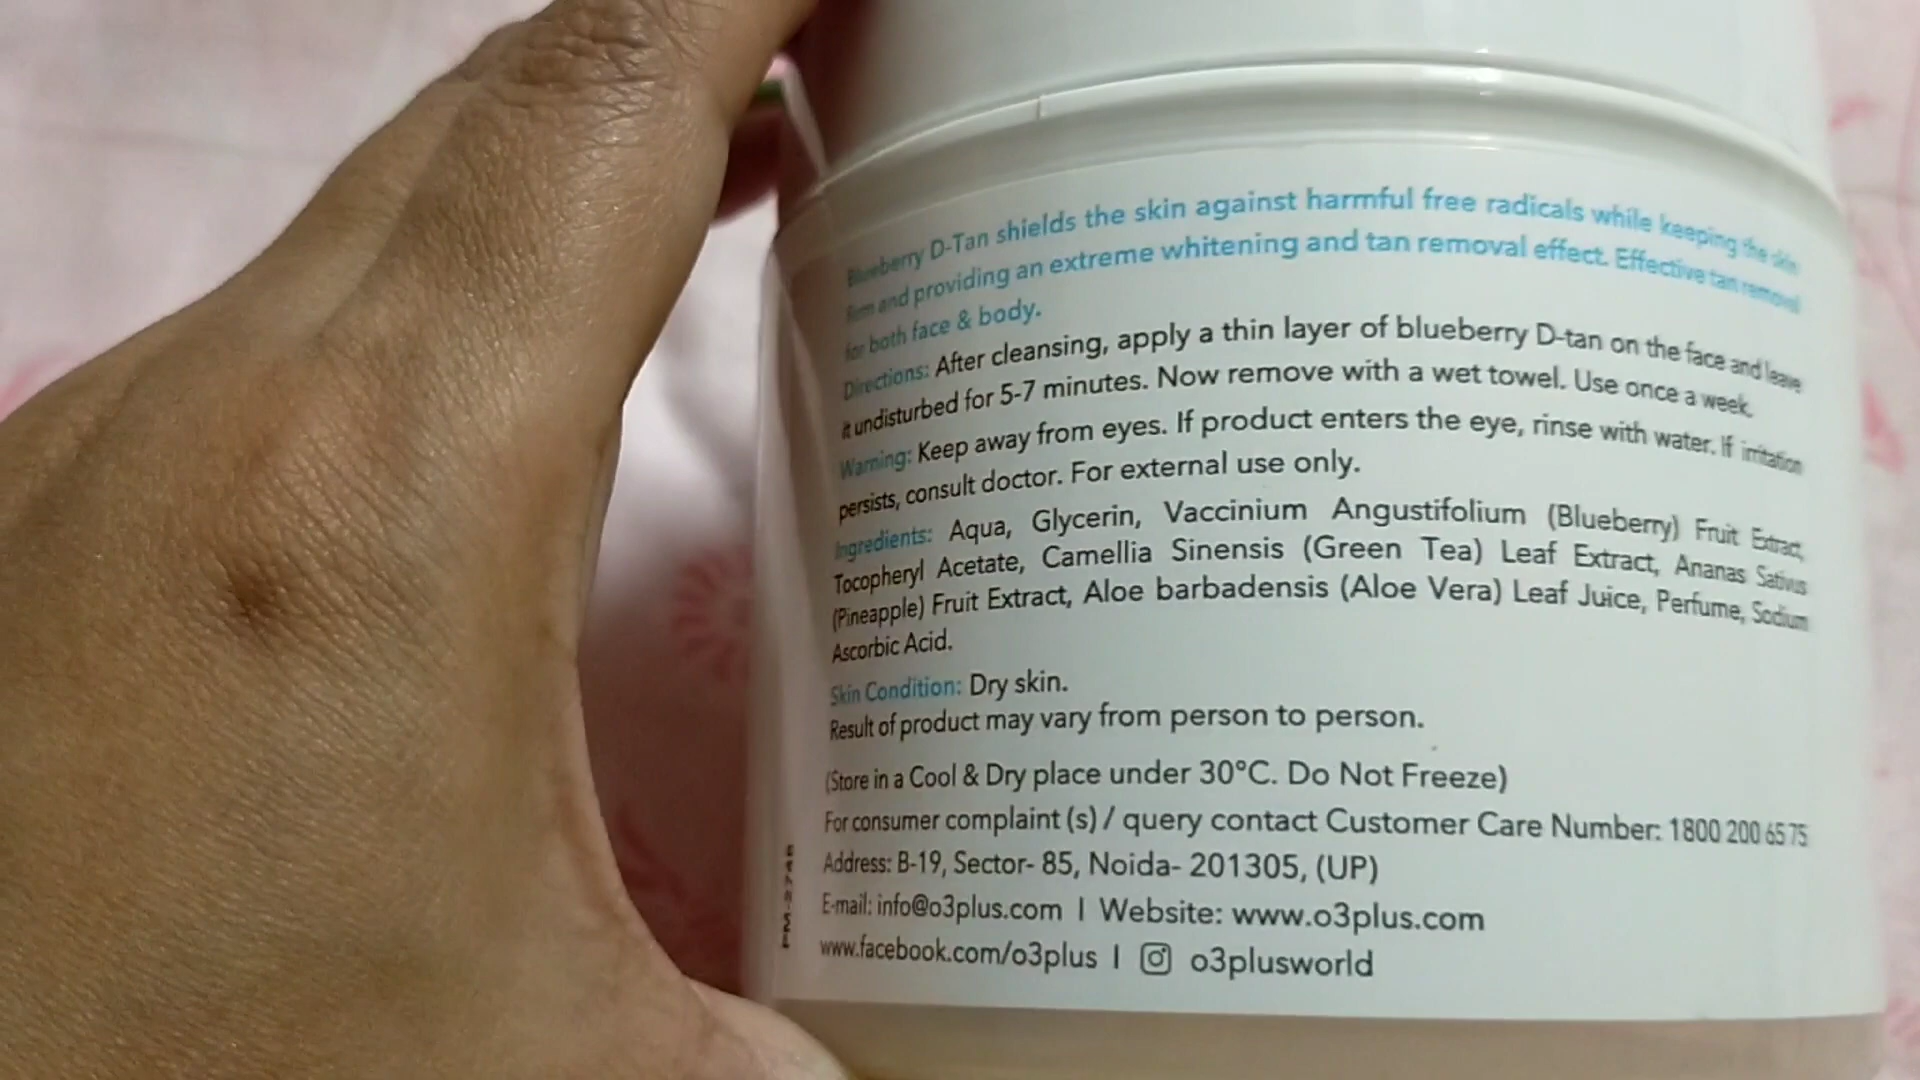 Blueberry D-Tan shields the skin against harmful free radicals while keeping the skin
firm and providing an extreme whitening and tan removal effect. Effective tan removal
for both face & body.
Directions: After cleansing, apply a thin layer of blueberry D-tan on the face and leave
it undisturbed for 5-7 minutes. Now remove with a wet towel. Use once a week.
Warning: Keep away from eyes. If product enters the eye, rinse with water. If irritation
persists, consult doctor. For external use only.
Ingredients: Aqua, Glycerin, Vaccinium Angustifolium (Blueberry) Fruit Extract,
Tocopheryl Acetate, Camellia Sinensis (Green Tea) Leaf Extract, Ananas Sativus
(Pineapple) Fruit Extract, Aloe barbadensis (Aloe Vera) Leaf Juice, Perfume, Sodium
Ascorbic Acid.
Skin Condition: Dry skin.
Result of product may vary from person to person.
(Store in a Cool & Dry place under 30°C. Do Not Freeze)
For consumer complaint (s) / query contact Customer Care Number: 1800 200 65 75
Address: B-19, Sector- 85, Noida- 201305, (UP)
E-mail: info@o3plus.com | Website: www.o3plus.com
www.facebook.com/o3plus | o3plusworld